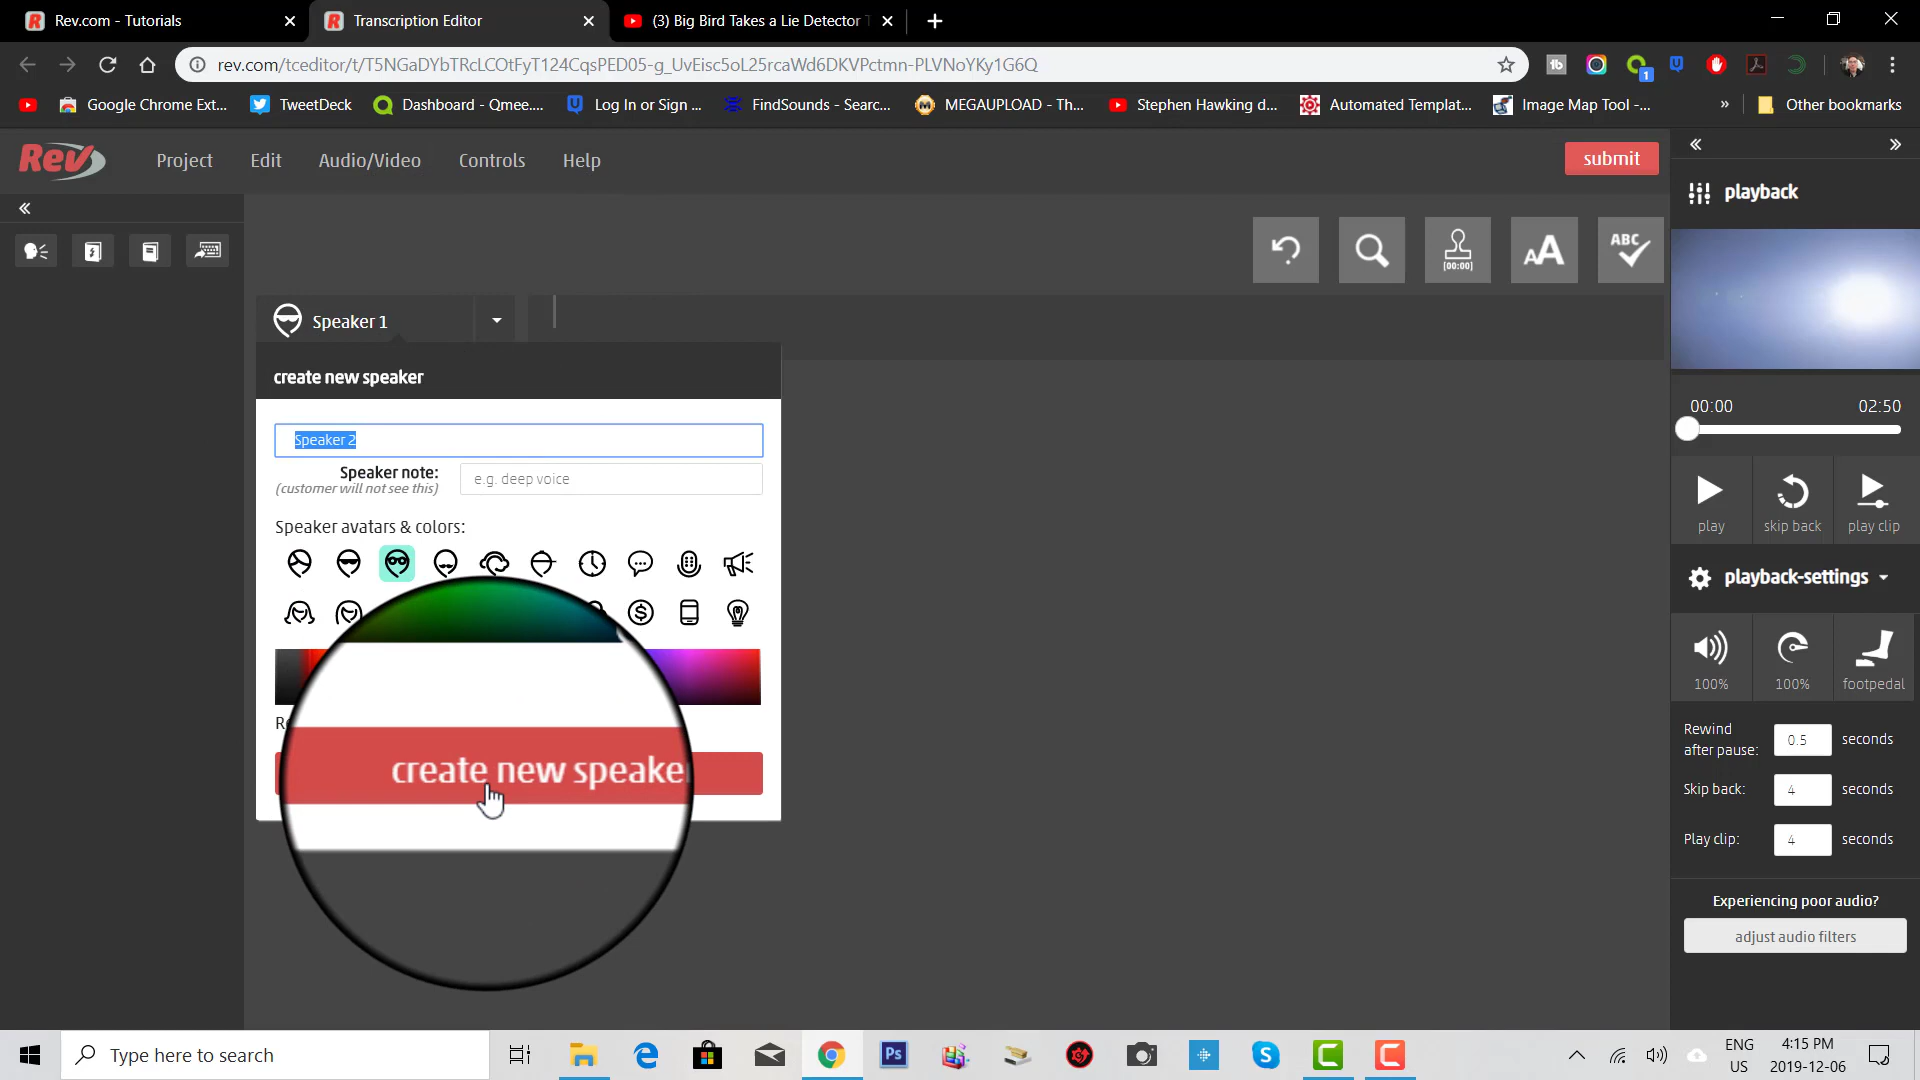 Rev.com - Tutorials
Transcription Editor
(3) Big Bird Takes a Lie Detector T
rev.com/tceditor/t/T5NGaDYbTRcLCOtFyT124CqsPED05-g_UvEisc5oL25rcaWd6DKVPctmn-PLVNoYKy1G6Q
tb
1
Google Chrome Ext...
TweetDeck
Dashboard - Qmee....
Log In or Sign ...
FindSounds - Searc...
MEGAUPLOAD - Th...
Stephen Hawking d...
Automated Templat...
Image Map Tool -...
» Other bookmarks
Rev
Project
Edit
Audio/Video
Controls
Help
submit
playback
[00:00]
AA
ABC
Speaker 1
create new speaker
Speaker 2
Speaker note:
(customer will not see this)
e.g. deep voice
Speaker avatars & colors:
create new speake
00:00
02:50
play
skip back
play clip
playback-settings
100%
100%
footpedal
Rewind
after pause:
0.5
seconds
Skip back:
4
seconds
Play clip:
4
seconds
Experiencing poor audio?
adjust audio filters
Type here to search
Ps
ENG
US
4:15 PM
2019-12-06